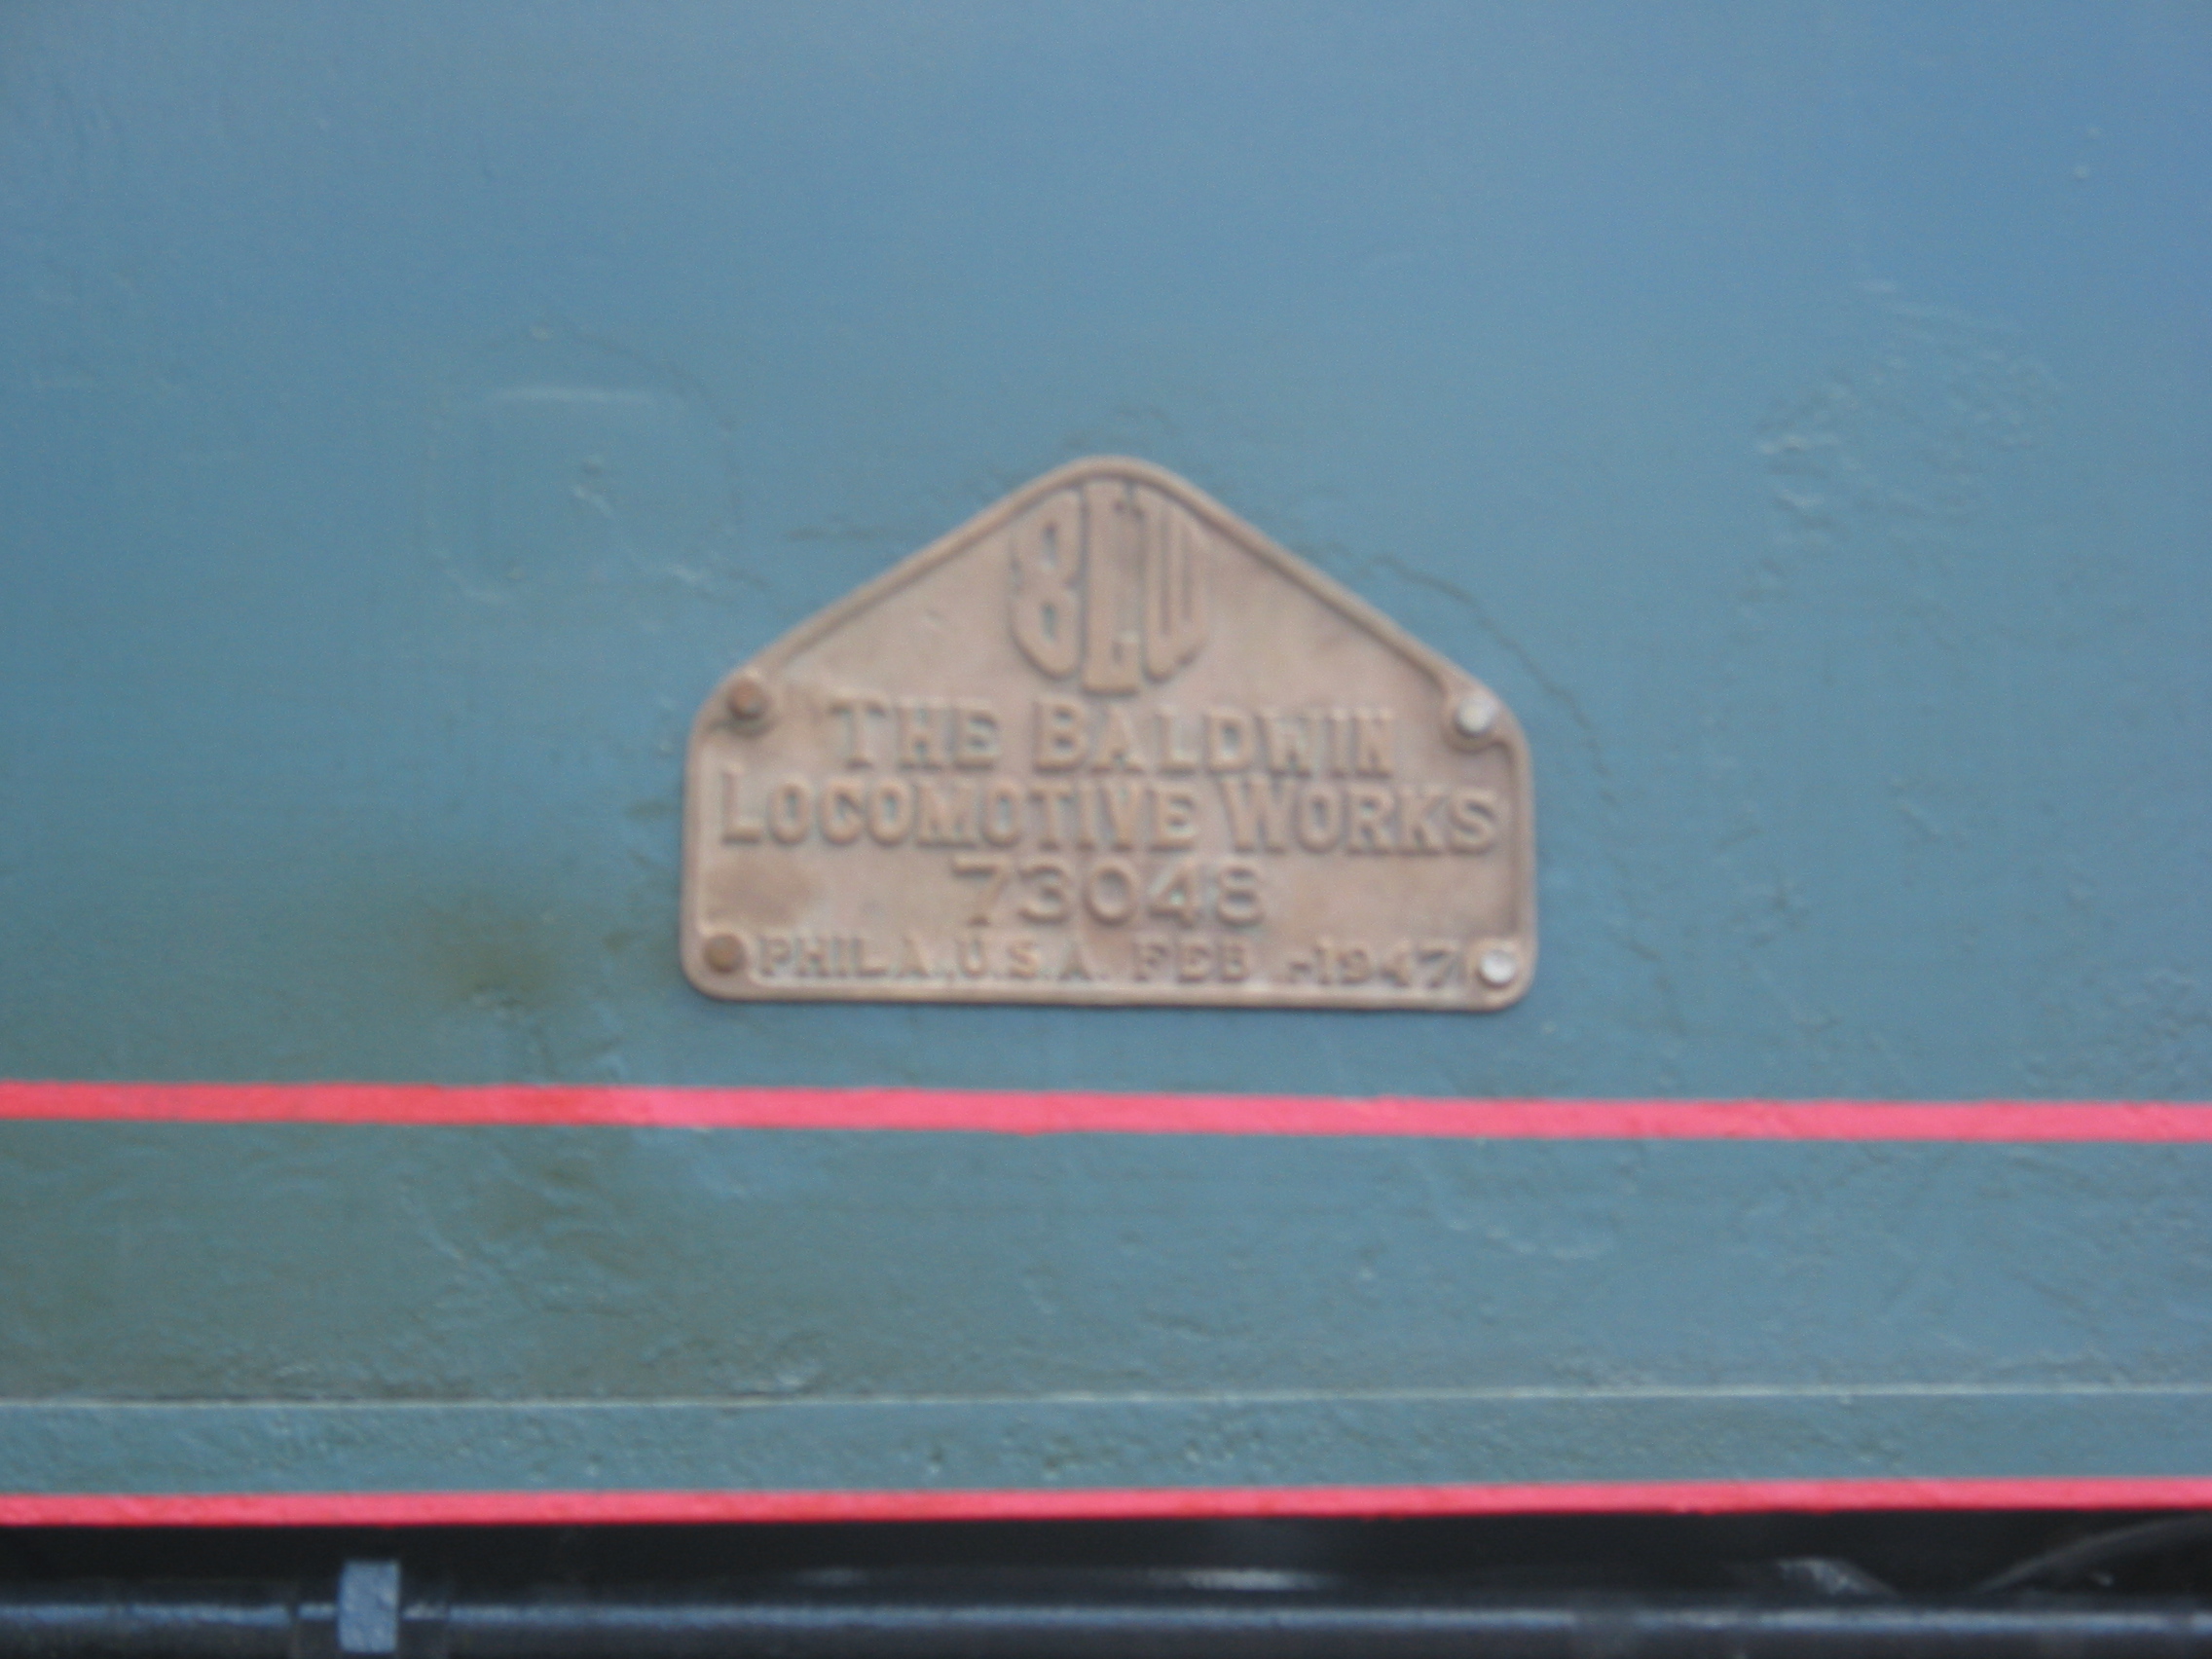 BLW
THE BALDWIN
LOCOMOTIVE WORKS
73048
PHILA.U.S.A. FEB -1947